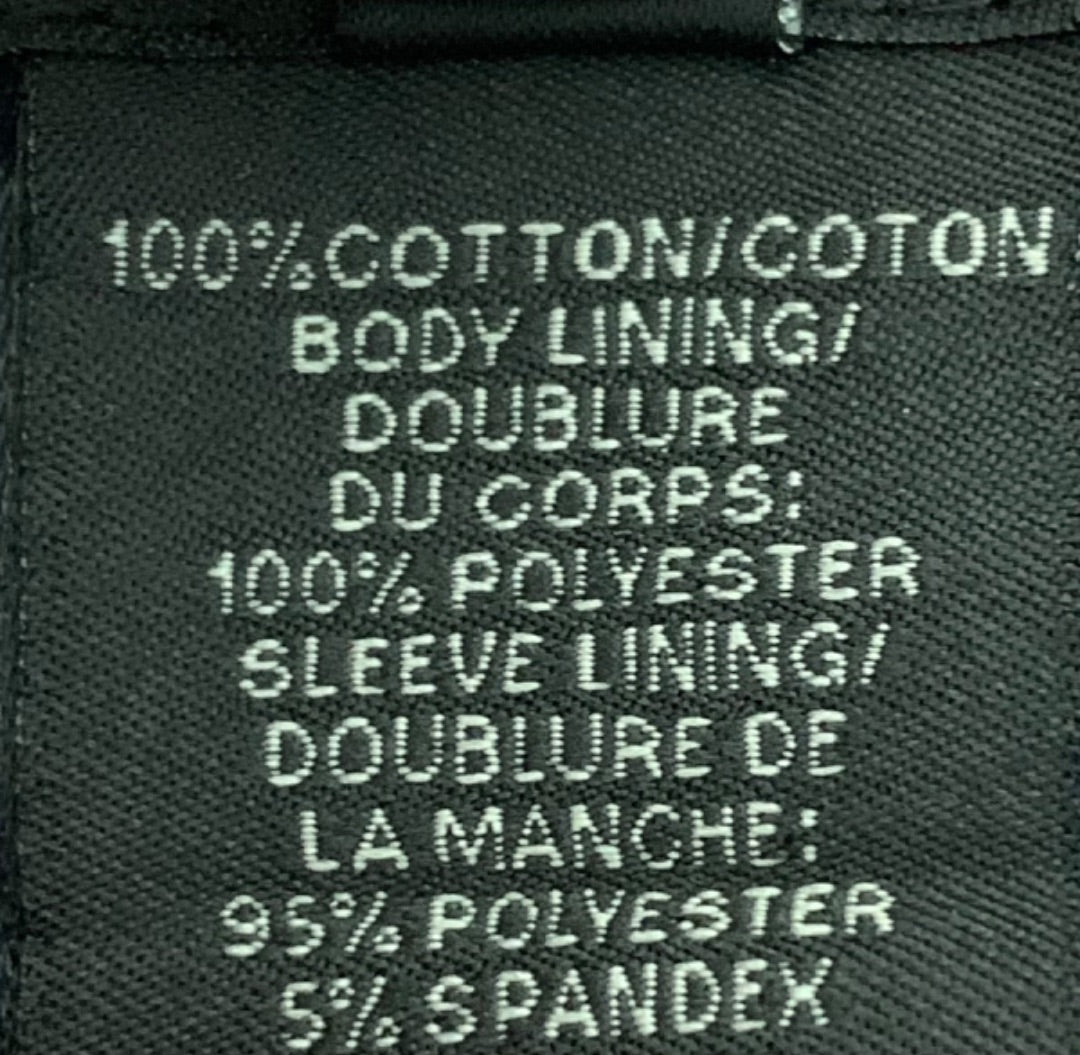 100% COTTON/COTON
BODY LINING/
DOUBLURE
DU CORPS:
100% POLYESTER
SLEEVE LINING/
DOUBLURE DE
LA MANCHE:
95% POLYESTER
5% SPANDEX